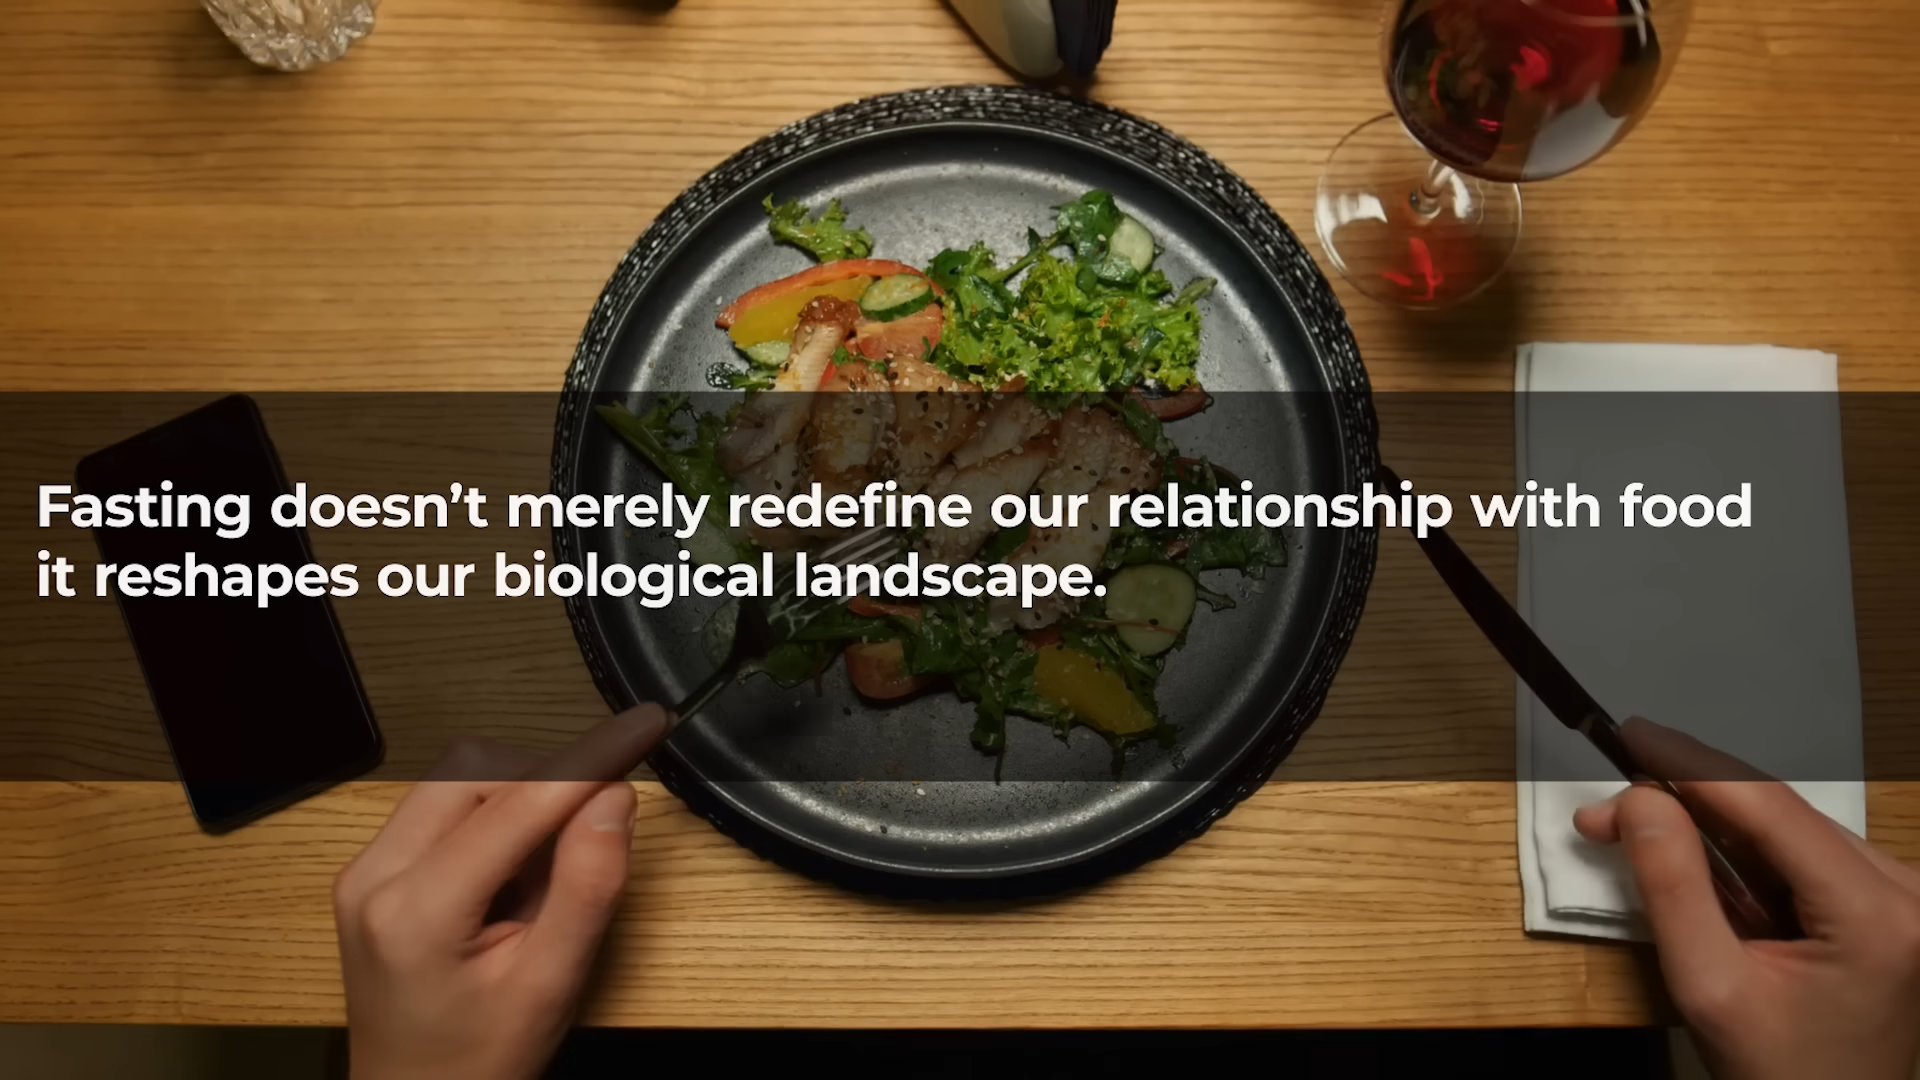 Fasting doesn’t merely redefine our relationship with food
it reshapes our biological landscape.